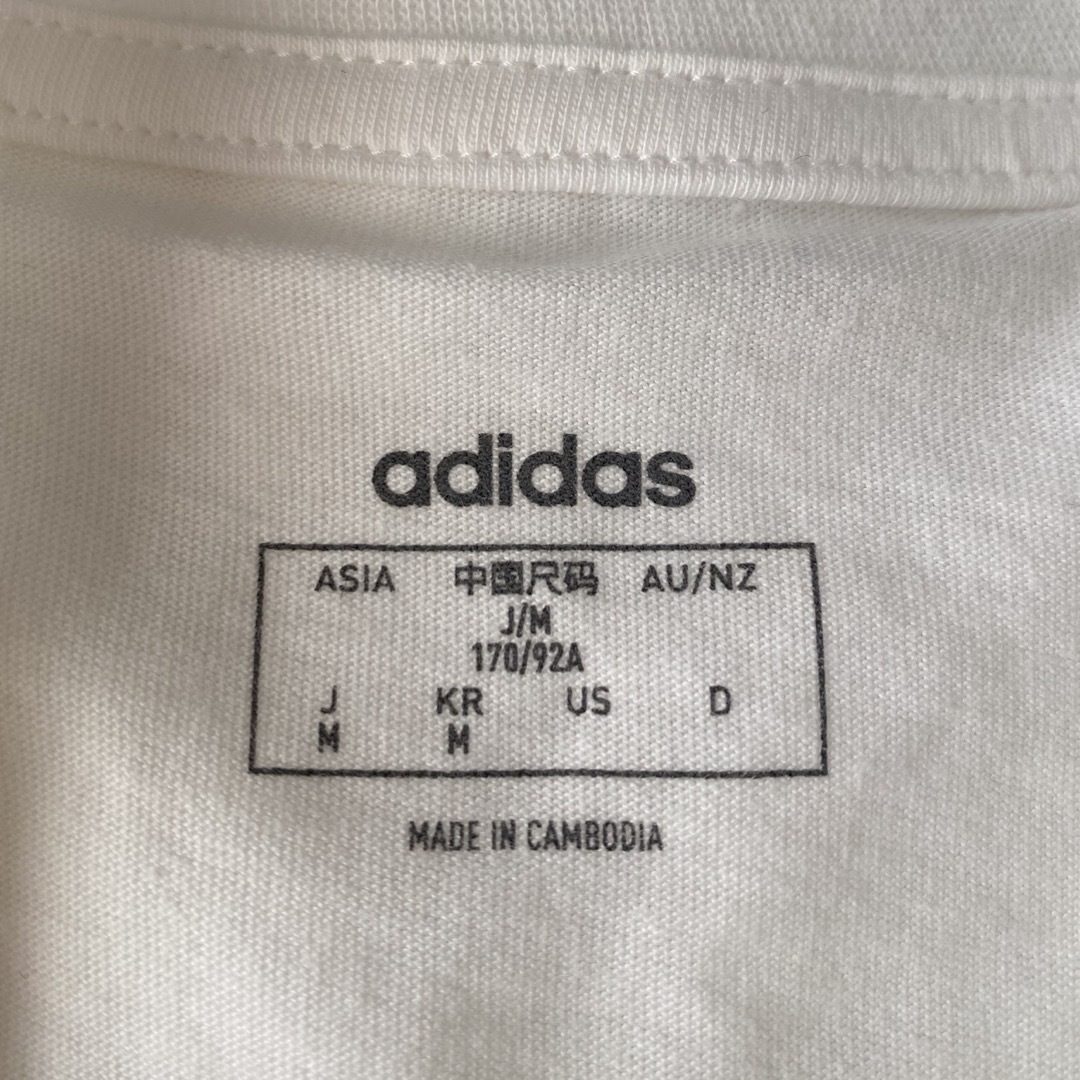 adidas
ASIA 中国尺码 AU/NZ
J/M
170/92A
J KR US D
M M
MADE IN CAMBODIA